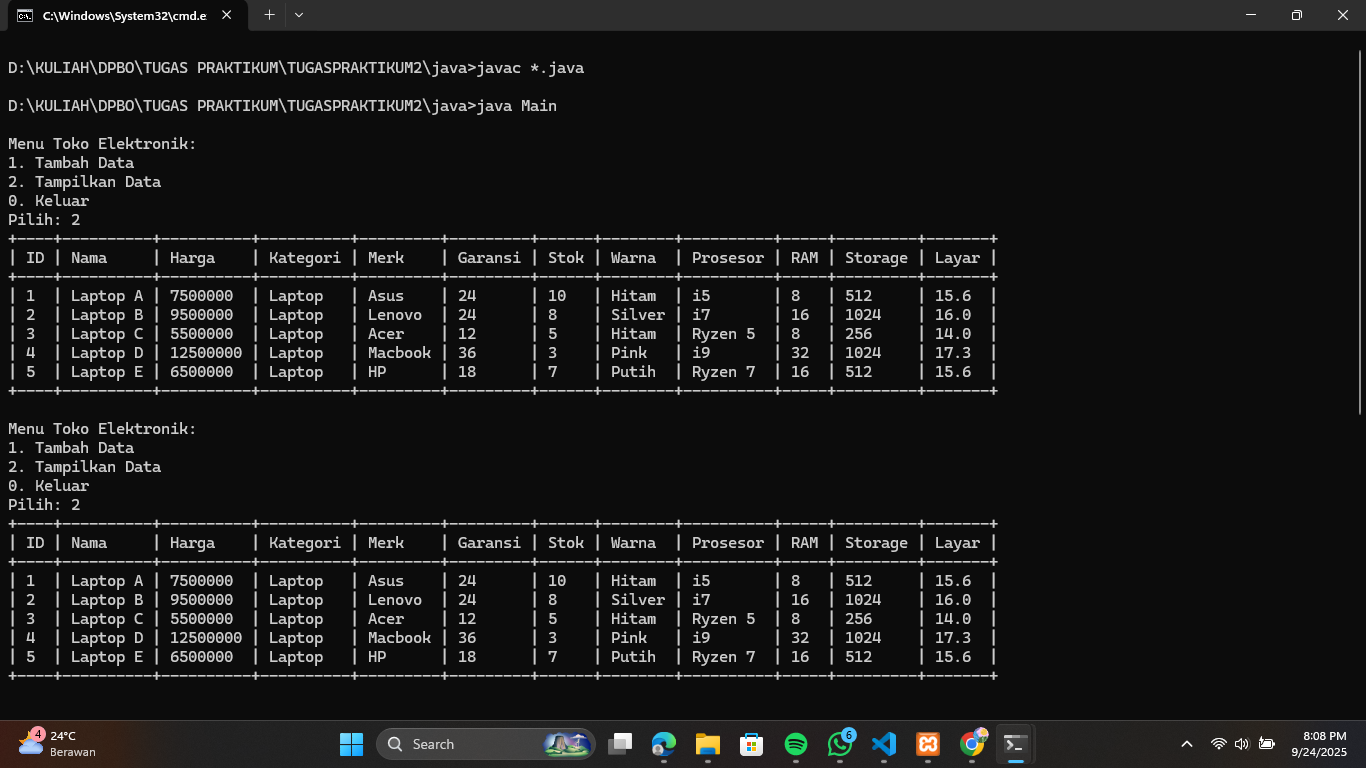 C:\Windows\System32\cmd.e
D:\KULIAH\DPBO\TUGAS PRAKTIKUM\TUGASPRAKTIKUM2\java>javac *.java
D:\KULIAH\DPBO\TUGAS PRAKTIKUM\TUGASPRAKTIKUM2\java>java Main
Menu Toko Elektronik:
1. Tambah Data
2. Tampilkan Data
0. Keluar
Pilih: 2
+----+----------+----------+----------+---------+---------+------+--------+----------+-----+---------+-------+
| ID | Nama     | Harga    | Kategori | Merk    | Garansi | Stok | Warna  | Prosesor | RAM | Storage | Layar |
+----+----------+----------+----------+---------+---------+------+--------+----------+-----+---------+-------+
| 1  | Laptop A | 7500000  | Laptop   | Asus    | 24      | 10   | Hitam  | i5       | 8   | 512     | 15.6  |
| 2  | Laptop B | 9500000  | Laptop   | Lenovo  | 24      | 8    | Silver | i7       | 16  | 1024    | 16.0  |
| 3  | Laptop C | 5500000  | Laptop   | Acer    | 12      | 5    | Hitam  | Ryzen 5  | 8   | 256     | 14.0  |
| 4  | Laptop D | 12500000 | Laptop   | Macbook | 36      | 3    | Pink   | i9       | 32  | 1024    | 17.3  |
| 5  | Laptop E | 6500000  | Laptop   | HP      | 18      | 7    | Putih  | Ryzen 7  | 16  | 512     | 15.6  |
+----+----------+----------+----------+---------+---------+------+--------+----------+-----+---------+-------+
Menu Toko Elektronik:
1. Tambah Data
2. Tampilkan Data
0. Keluar
Pilih: 2
+----+----------+----------+----------+---------+---------+------+--------+----------+-----+---------+-------+
| ID | Nama     | Harga    | Kategori | Merk    | Garansi | Stok | Warna  | Prosesor | RAM | Storage | Layar |
+----+----------+----------+----------+---------+---------+------+--------+----------+-----+---------+-------+
| 1  | Laptop A | 7500000  | Laptop   | Asus    | 24      | 10   | Hitam  | i5       | 8   | 512     | 15.6  |
| 2  | Laptop B | 9500000  | Laptop   | Lenovo  | 24      | 8    | Silver | i7       | 16  | 1024    | 16.0  |
| 3  | Laptop C | 5500000  | Laptop   | Acer    | 12      | 5    | Hitam  | Ryzen 5  | 8   | 256     | 14.0  |
| 4  | Laptop D | 12500000 | Laptop   | Macbook | 36      | 3    | Pink   | i9       | 32  | 1024    | 17.3  |
| 5  | Laptop E | 6500000  | Laptop   | HP      | 18      | 7    | Putih  | Ryzen 7  | 16  | 512     | 15.6  |
+----+----------+----------+----------+---------+---------+------+--------+----------+-----+---------+-------+
4
24°C
Berawan
Search
6
8:08 PM
9/24/2025